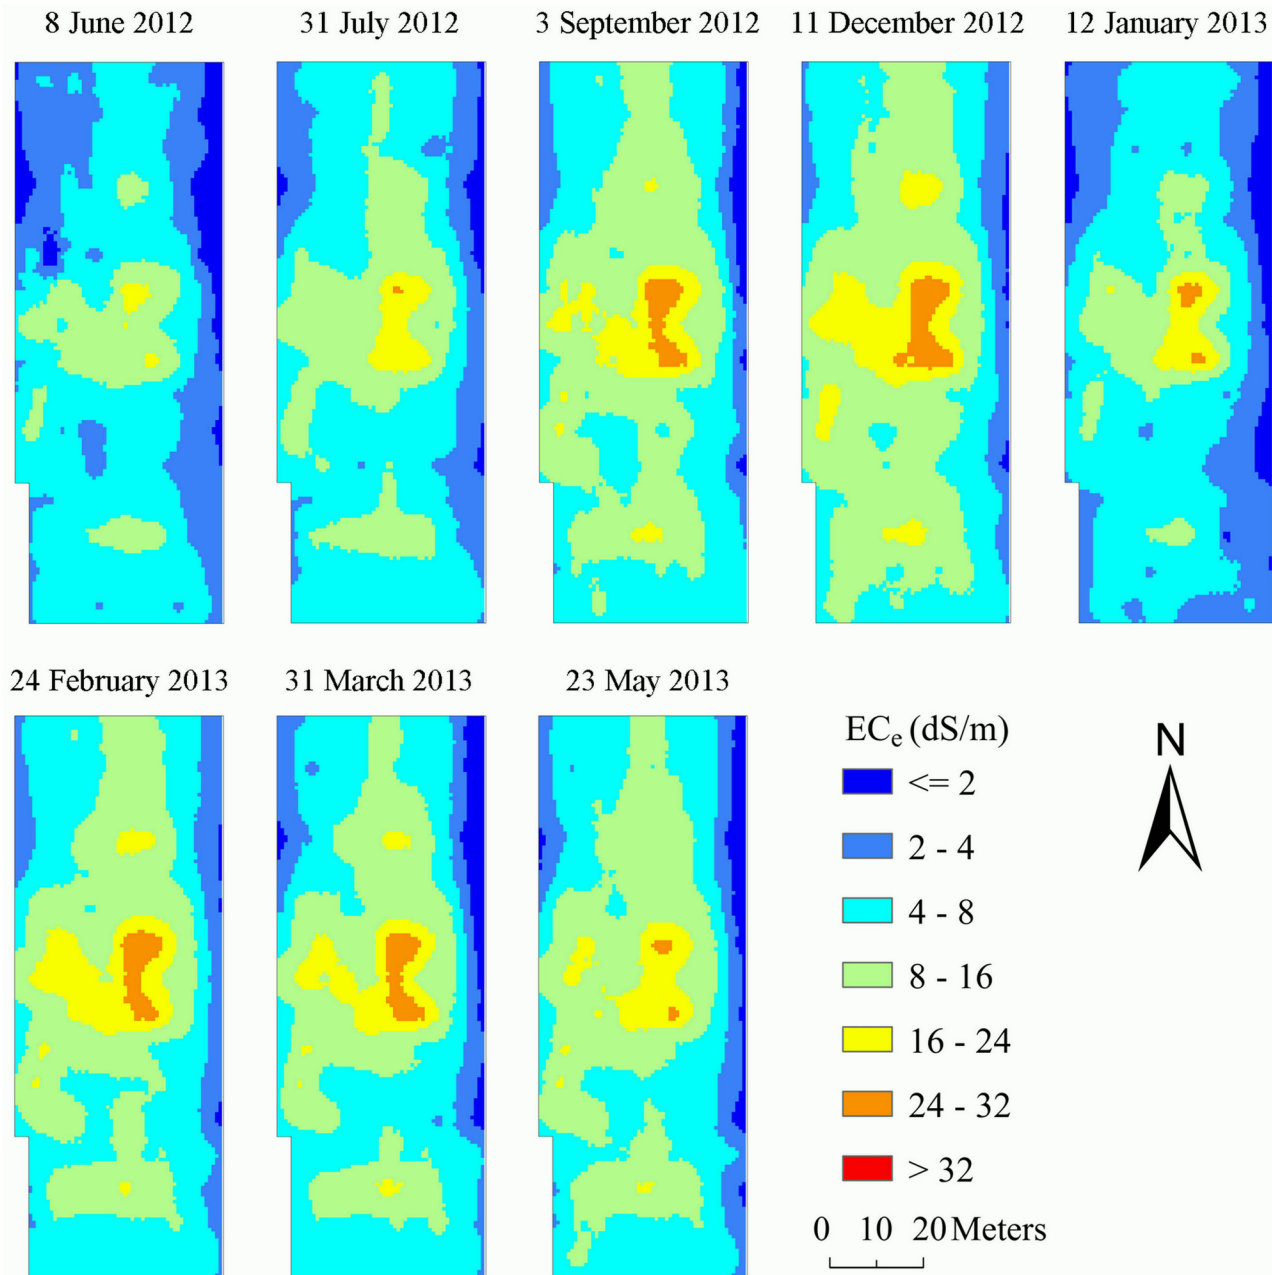 8 June 2012
31 July 2012
3 September 2012
11 December 2012
12 January 2013
24 February 2013
31 March 2013
23 May 2013
ECe (dS/m)
<= 2
2 - 4
4 - 8
8 - 16
16 - 24
24 - 32
> 32
0 10 20 Meters
N